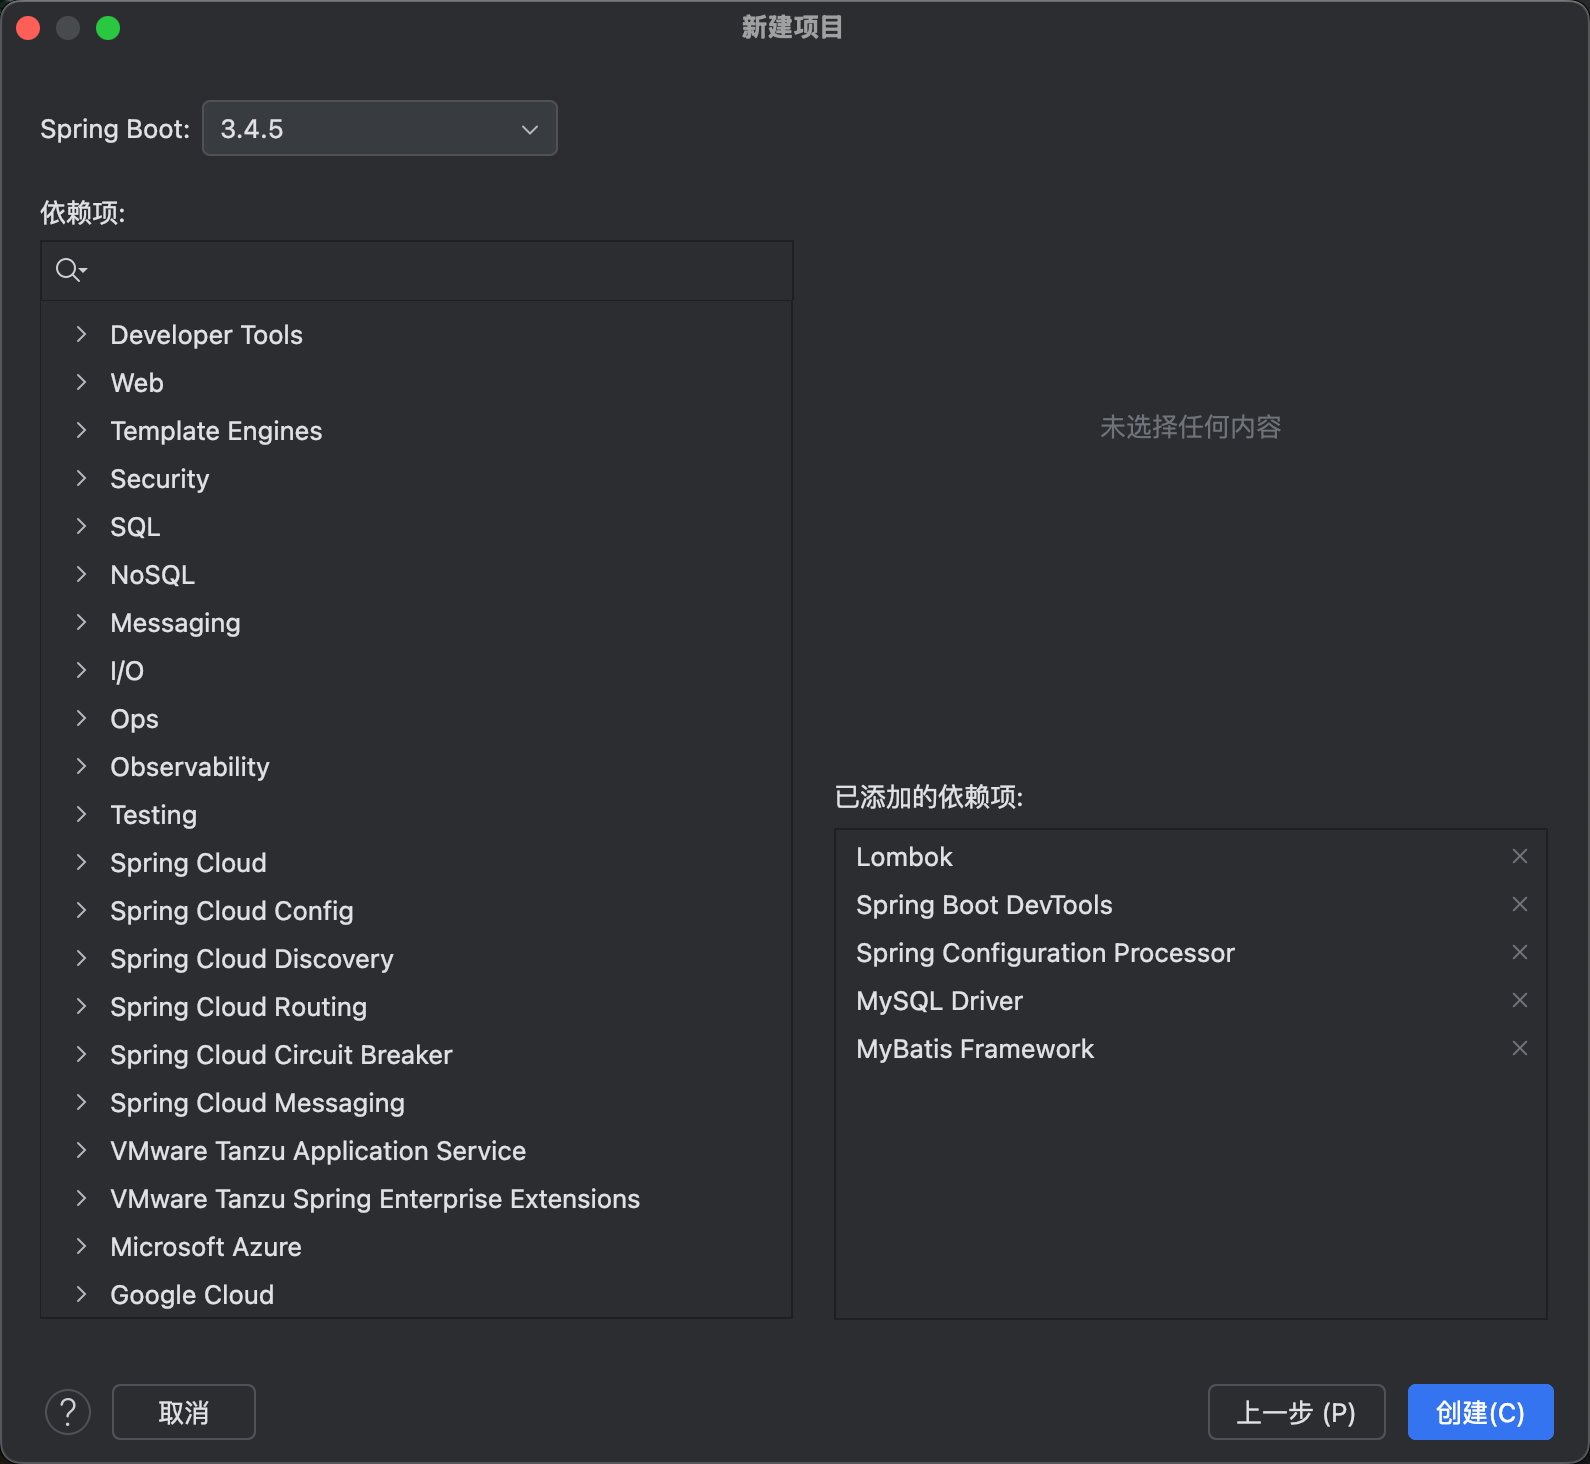 新建项目
Spring Boot: 3.4.5
依赖项:
Developer Tools
Web
Template Engines
Security
SQL
NoSQL
Messaging
I/O
Ops
Observability
Testing
Spring Cloud
Spring Cloud Config
Spring Cloud Discovery
Spring Cloud Routing
Spring Cloud Circuit Breaker
Spring Cloud Messaging
VMware Tanzu Application Service
VMware Tanzu Spring Enterprise Extensions
Microsoft Azure
Google Cloud
未选择任何内容
已添加的依赖项:
Lombok
Spring Boot DevTools
Spring Configuration Processor
MySQL Driver
MyBatis Framework
?
取消
上一步 (P)
创建(C)